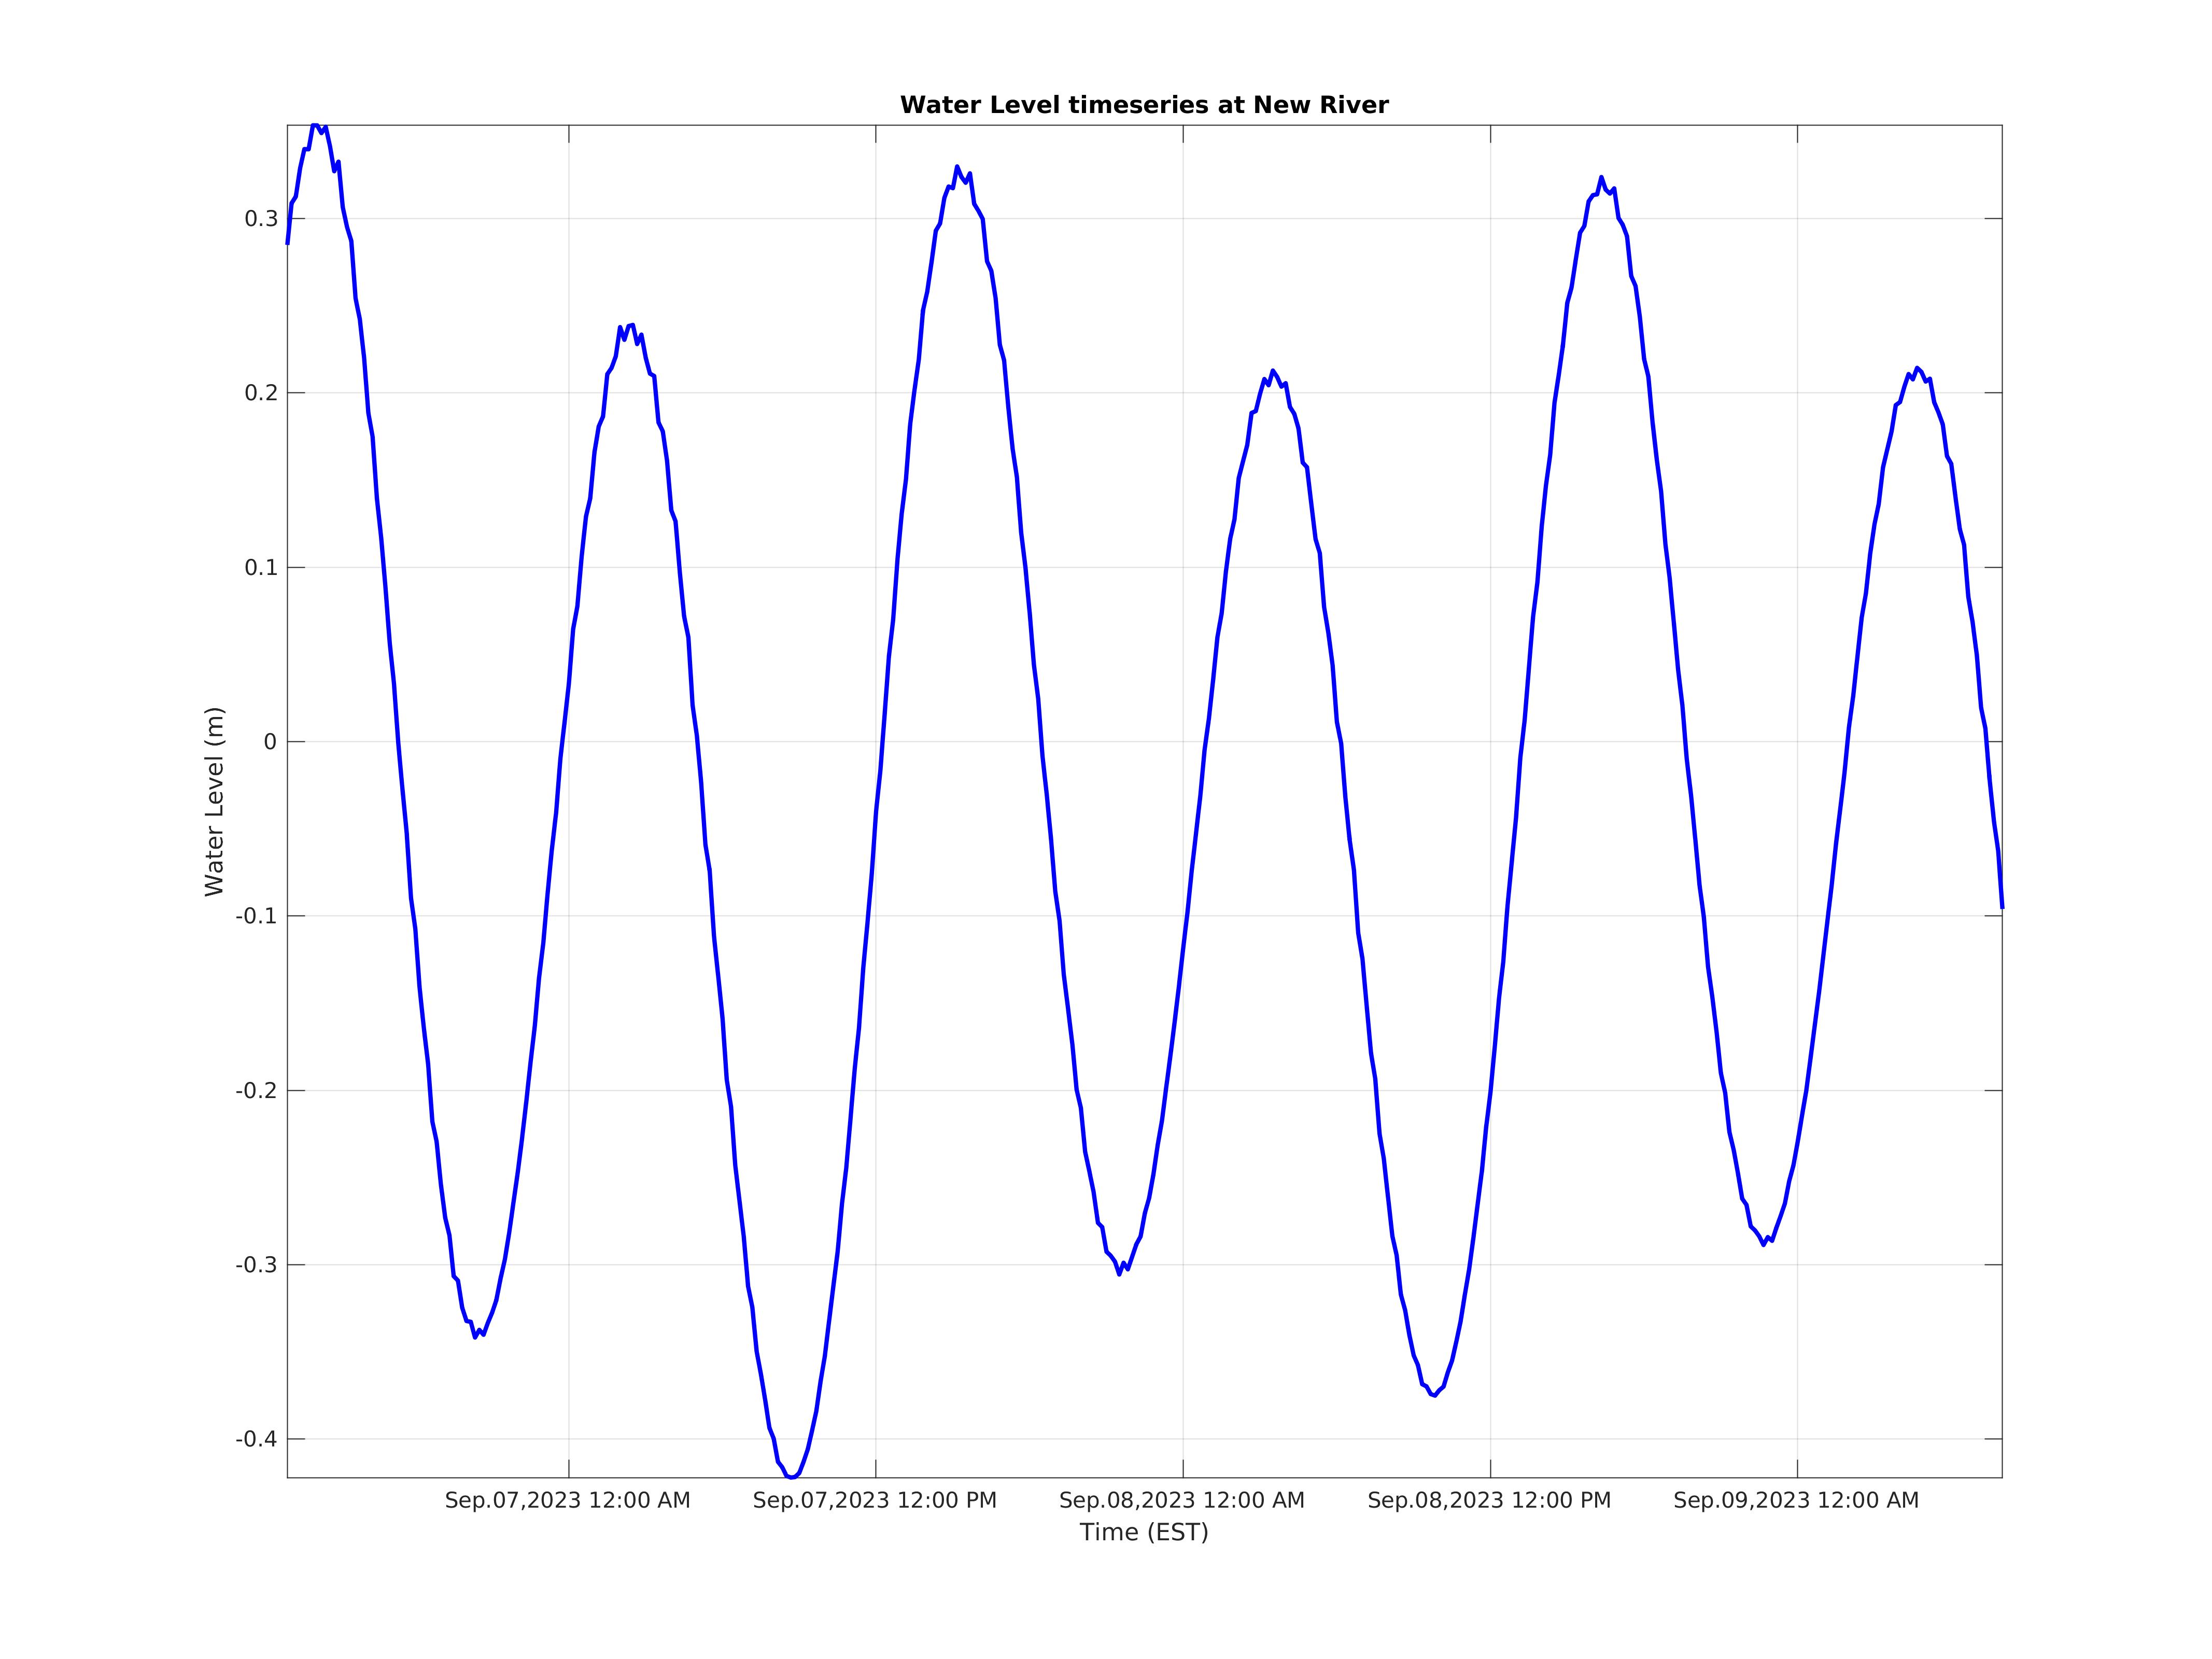 Water Level timeseries at New River
0.3
0.2
0.1
0
-0.1
-0.2
-0.3
-0.4
Water Level (m)
Sep.07,2023 12:00 AM Sep.07,2023 12:00 PM Sep.08,2023 12:00 AM Sep.08,2023 12:00 PM Sep.09,2023 12:00 AM
Time (EST)